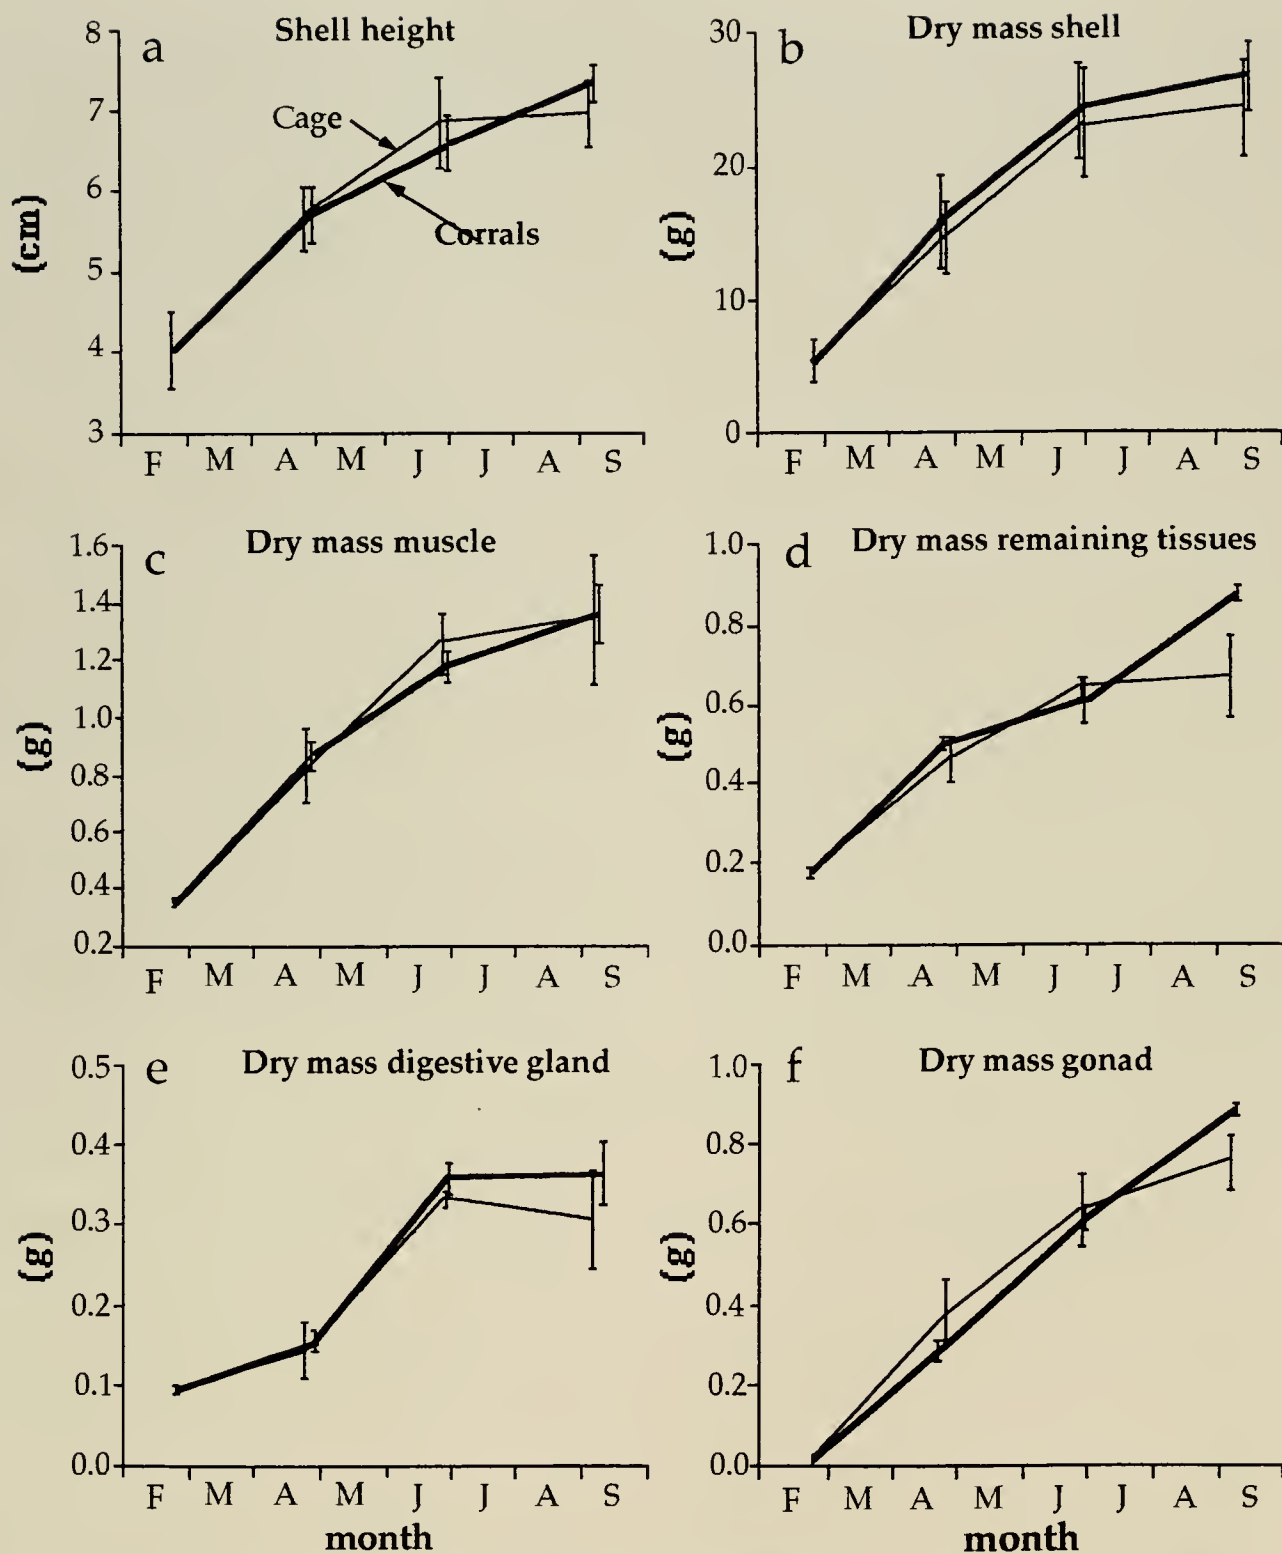 a Shell height
8
7
6
5
4
3
(cm)
Cage
Corrals
F M A M J J A S
b Dry mass shell
30
20
10
0
(g)
F M A M J J A S
c Dry mass muscle
1.6
1.4
1.2
1.0
0.8
0.6
0.4
0.2
(g)
F M A M J J A S
d Dry mass remaining tissues
1.0
0.8
0.6
0.4
0.2
0.0
(g)
F M A M J J A S
e Dry mass digestive gland
0.5
0.4
0.3
0.2
0.1
0.0
(g)
F M A M J J A S
month
f Dry mass gonad
1.0
0.8
0.6
0.4
0.2
0.0
(g)
F M A M J J A S
month